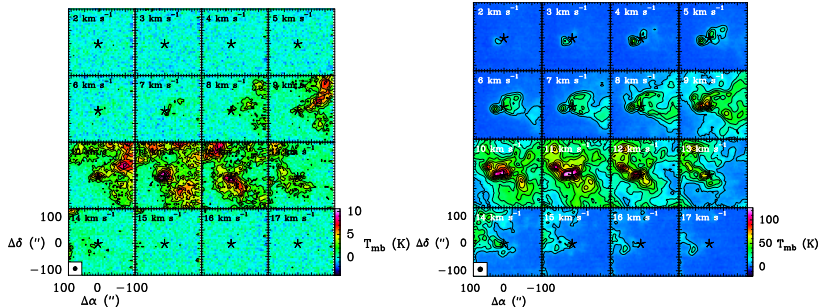 2 km s⁻¹ 3 km s⁻¹ 4 km s⁻¹ 5 km s⁻¹
6 km s⁻¹ 7 km s⁻¹ 8 km s⁻¹ 9 km s⁻¹
14 km s⁻¹ 15 km s⁻¹ 16 km s⁻¹ 17 km s⁻¹
100
0
−100
Δδ (″)
100 0 −100
Δα (″)
10
5
0
T_mb (K)
2 km s⁻¹ 3 km s⁻¹ 4 km s⁻¹ 5 km s⁻¹
6 km s⁻¹ 7 km s⁻¹ 8 km s⁻¹ 9 km s⁻¹
10 km s⁻¹ 11 km s⁻¹ 12 km s⁻¹ 13 km s⁻¹
14 km s⁻¹ 15 km s⁻¹ 16 km s⁻¹ 17 km s⁻¹
100
0
−100
Δδ (″)
100 0 −100
Δα (″)
100
50
0
T_mb (K)